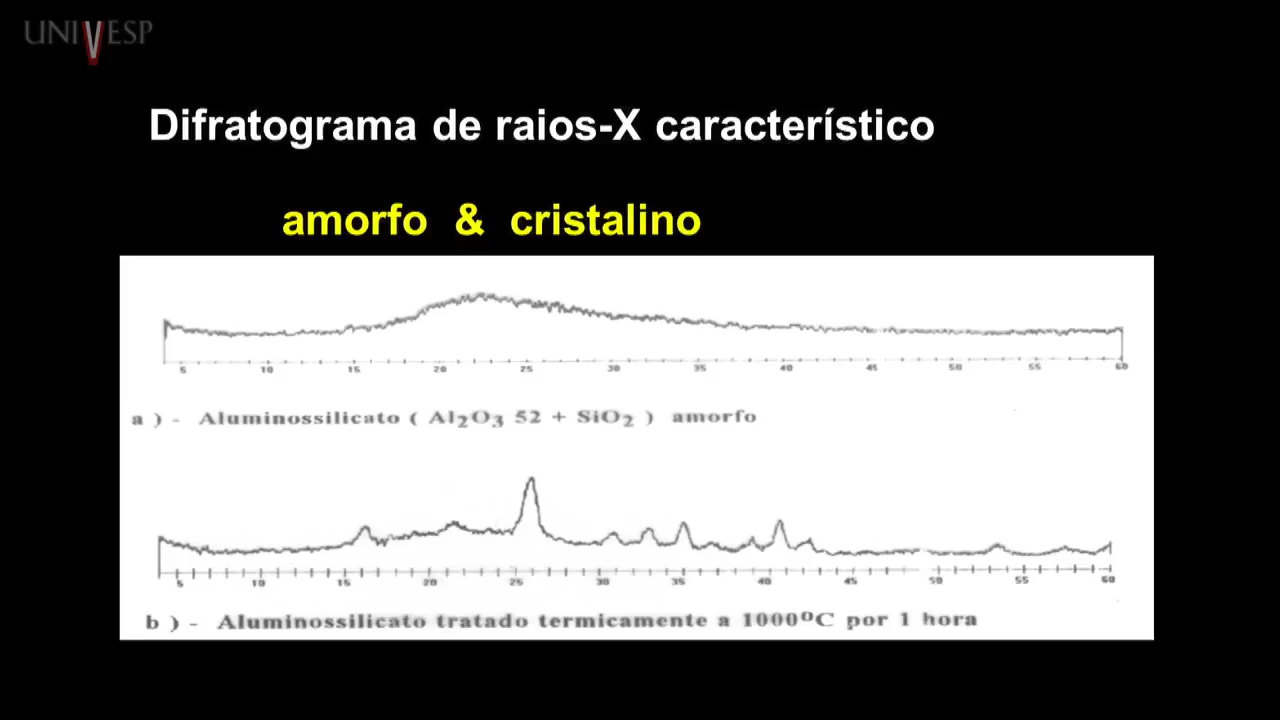 UNIVESP
Difratograma de raios-X característico
amorfo & cristalino
5 10 15 20 25 30 35 40 45 50 55 60
a ) - Aluminossilicato ( Al₂O₃ 52 + SiO₂ ) amorfo
5 10 15 20 25 30 35 40 45 50 55 60
b ) - Aluminossilicato tratado termicamente a 1000ºC por 1 hora